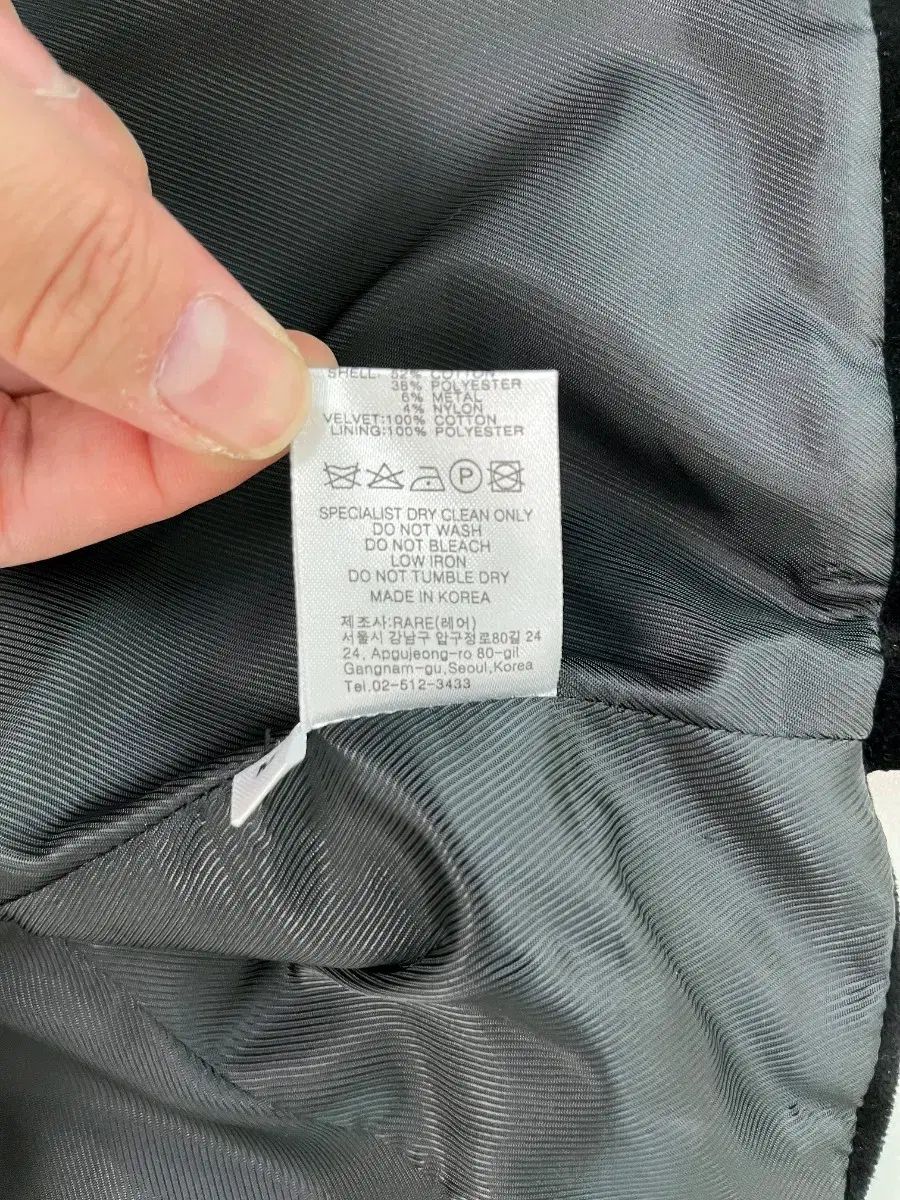 SHELL: 52% COTTON
38% POLYESTER
6% METAL
4% NYLON
VELVET:100% COTTON
LINING:100% POLYESTER
P
SPECIALIST DRY CLEAN ONLY
DO NOT WASH
DO NOT BLEACH
LOW IRON
DO NOT TUMBLE DRY
MADE IN KOREA
제조사:RARE(레어)
서울시 강남구 압구정로80길 24
24, Apgujeong-ro 80-gil
Gangnam-gu,Seoul,Korea
Tel.02-512-3433